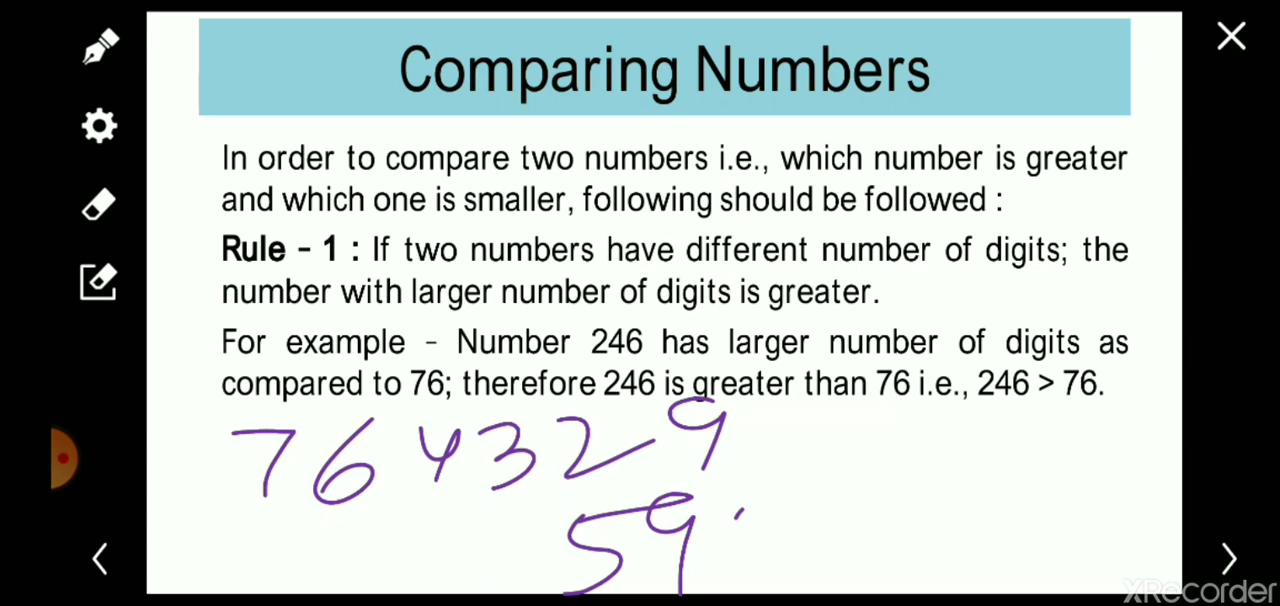 Comparing Numbers
In order to compare two numbers i.e., which number is greater
and which one is smaller, following should be followed :
Rule - 1 : If two numbers have different number of digits; the
number with larger number of digits is greater.
For example - Number 246 has larger number of digits as
compared to 76; therefore 246 is greater than 76 i.e., 246 > 76.
764329
59
XRecorder